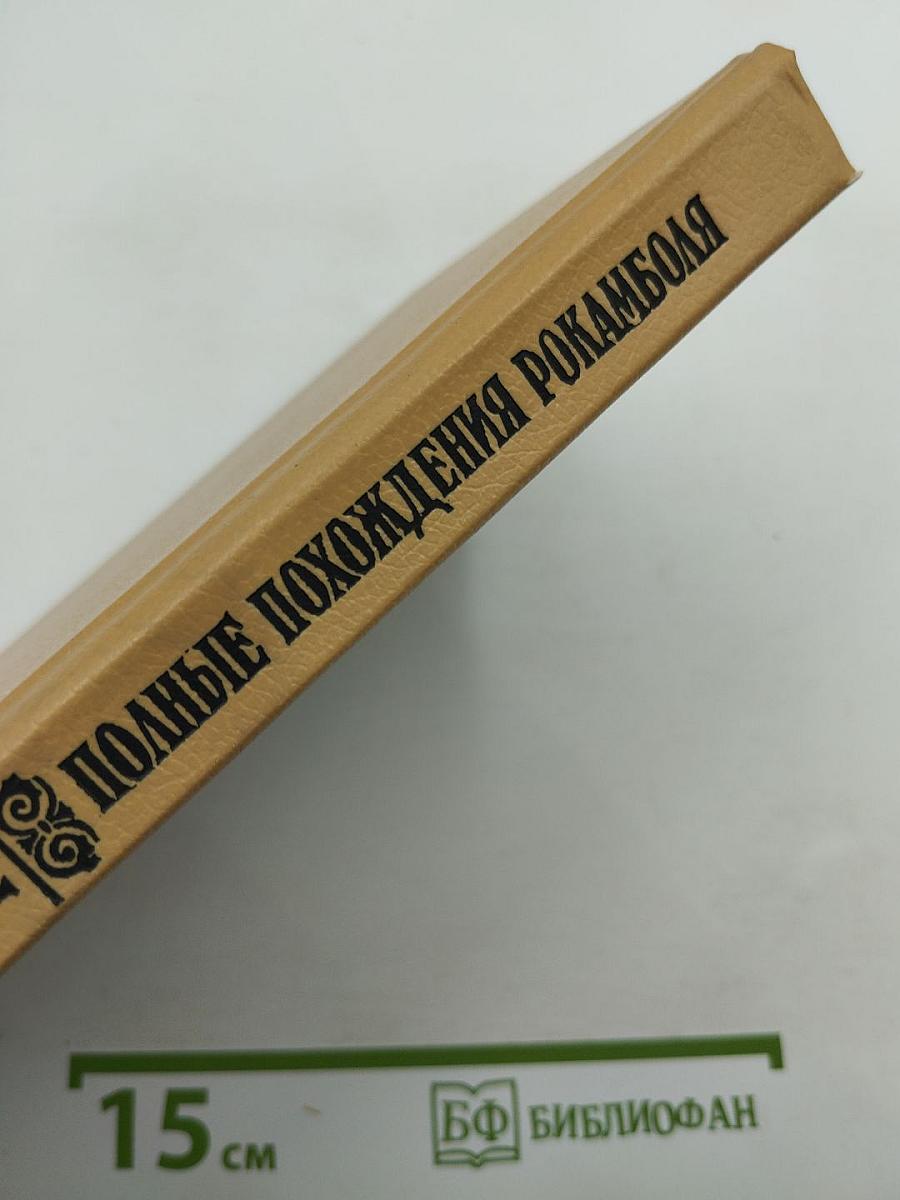 ПОЛНЫЕ ПОХОЖДЕНИЯ РОКАМБОЛЯ
15 см
БФ БИБЛИОФАН